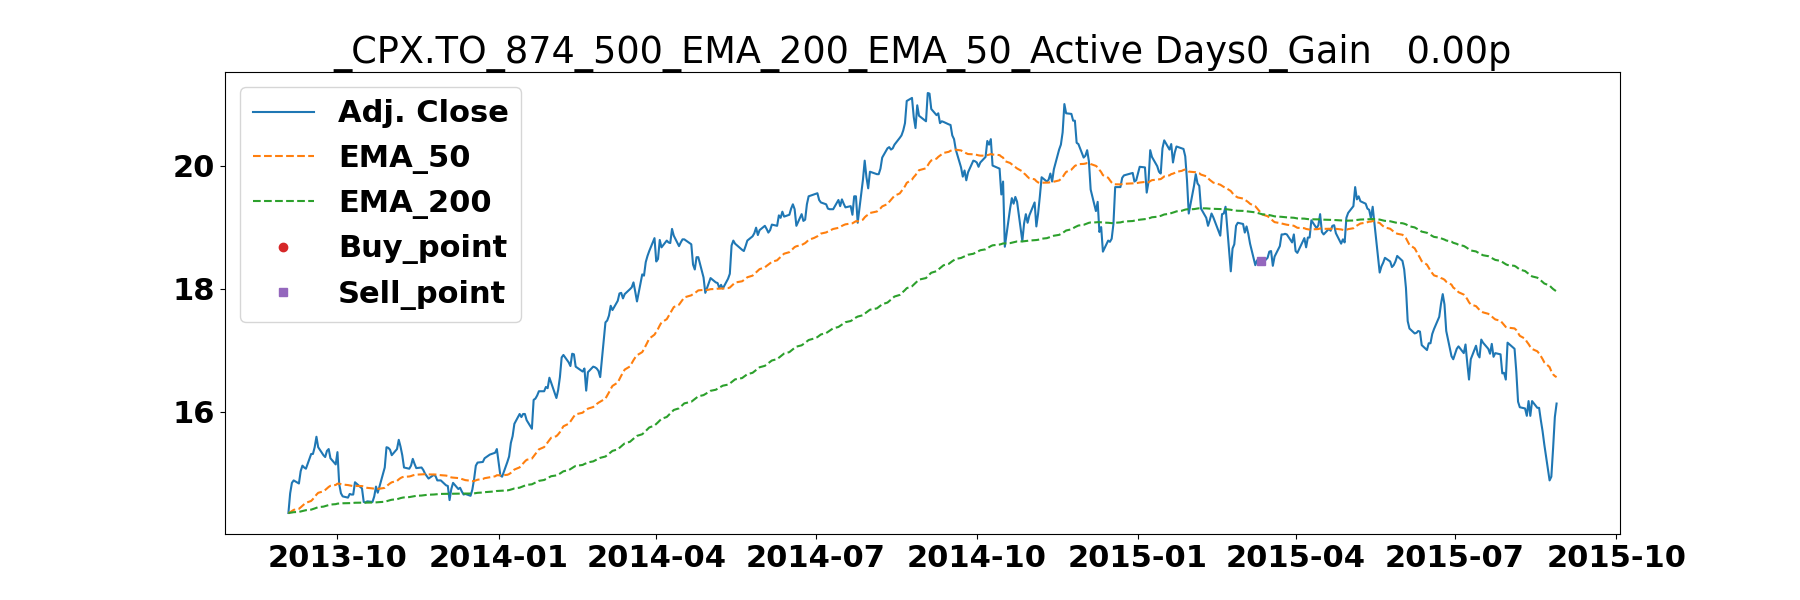 _CPX.TO_874_500_EMA_200_EMA_50_Active Days0_Gain   0.00p
Adj. Close
EMA_50
EMA_200
Buy_point
Sell_point
20
18
16
2013-10 2014-01 2014-04 2014-07 2014-10 2015-01 2015-04 2015-07 2015-10